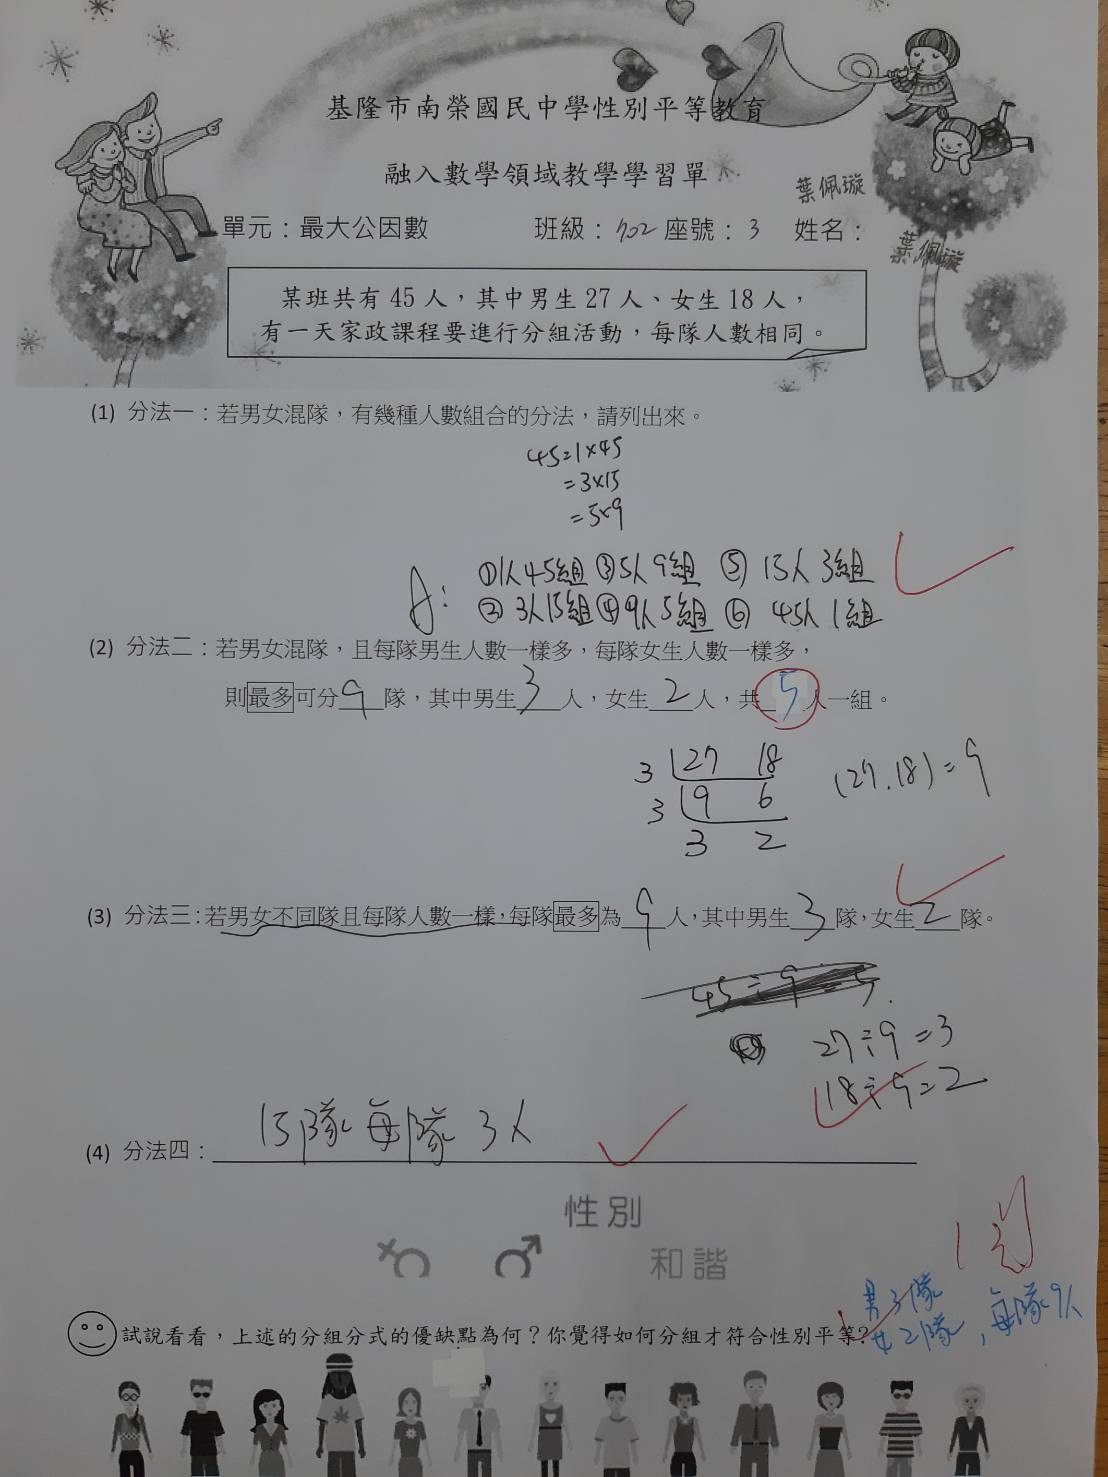 基隆市南榮國民中學性別平等教育
融入數學領域教學學習單
葉佩璇
單元：最大公因數 班級：702 座號：3 姓名：
葉佩璇
某班共有 45 人，其中男生 27 人、女生 18 人，
有一天家政課程要進行分組活動，每隊人數相同。
(1) 分法一：若男女混隊，有幾種人數組合的分法，請列出來。
45=1×45
=3×15
=5×9
A: ①1人45組 ③5人9組 ⑤ 15人 3組
② 3人15組 ④9人5組 ⑥ 45人 1組
(2) 分法二：若男女混隊，且每隊男生人數一樣多，每隊女生人數一樣多，
則最多可分 9 隊，其中男生 3 人，女生 2 人，共 5 人一組。
3 27 18
3 9 6
3 2
(27.18)=9
(3) 分法三：若男女不同隊且每隊人數一樣，每隊最多為 9 人，其中男生 3 隊，女生 2 隊。
45÷9=5
27÷9=3
18÷9=2
(4) 分法四：15隊 每隊 3人
性別
和諧
男3隊
女2隊，每隊9人
試說看看，上述的分組分式的優缺點為何？你覺得如何分組才符合性別平等?